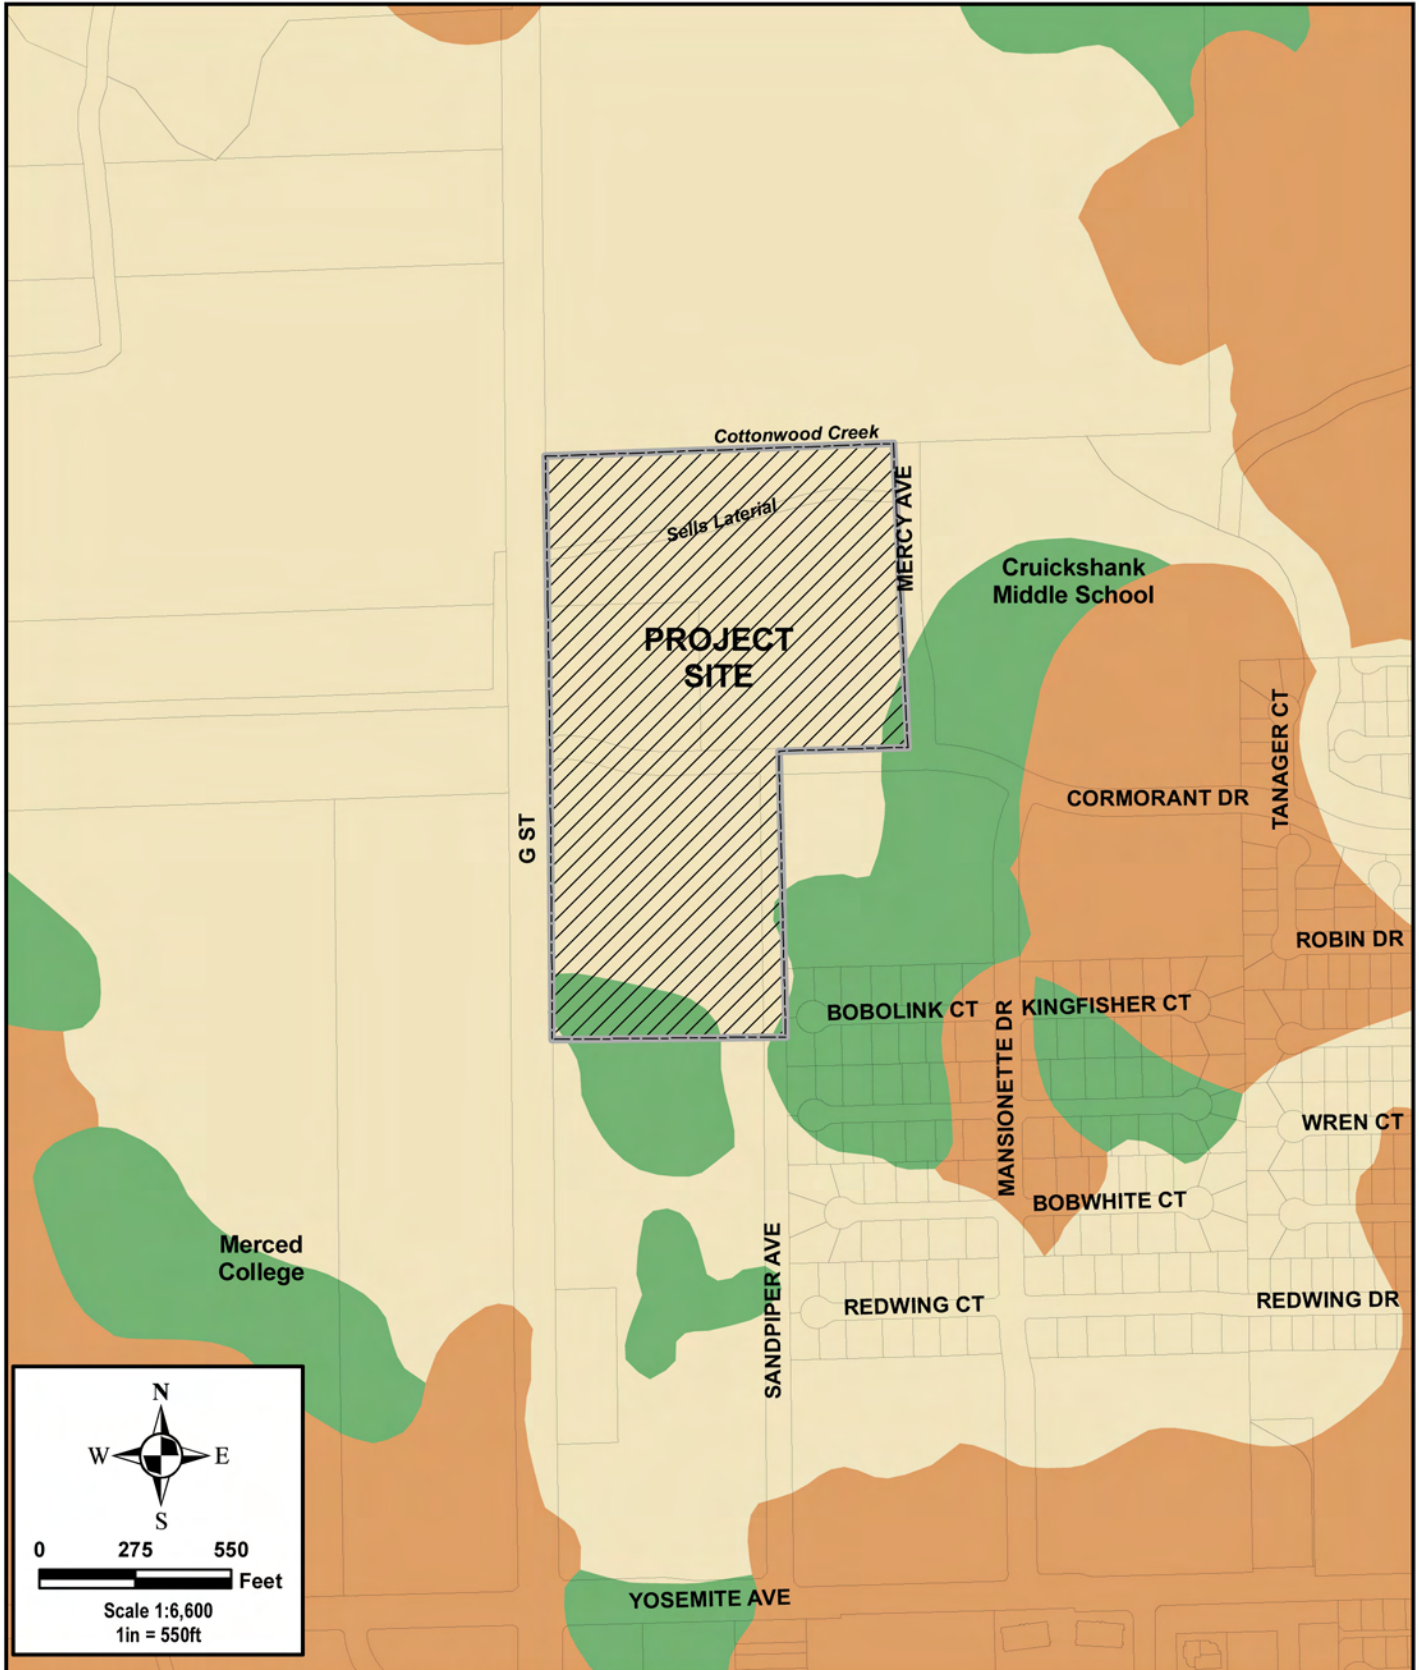 Cottonwood Creek
Sells Laterial
MERCY AVE
Cruickshank
Middle School
PROJECT
SITE
TANAGER CT
CORMORANT DR
G ST
ROBIN DR
BOBOLINK CT
KINGFISHER CT
MANSIONETTE DR
WREN CT
BOBWHITE CT
Merced
College
SANDPIPER AVE
REDWING CT
REDWING DR
YOSEMITE AVE
N
W
E
S
0 275 550
Feet
Scale 1:6,600
1in = 550ft